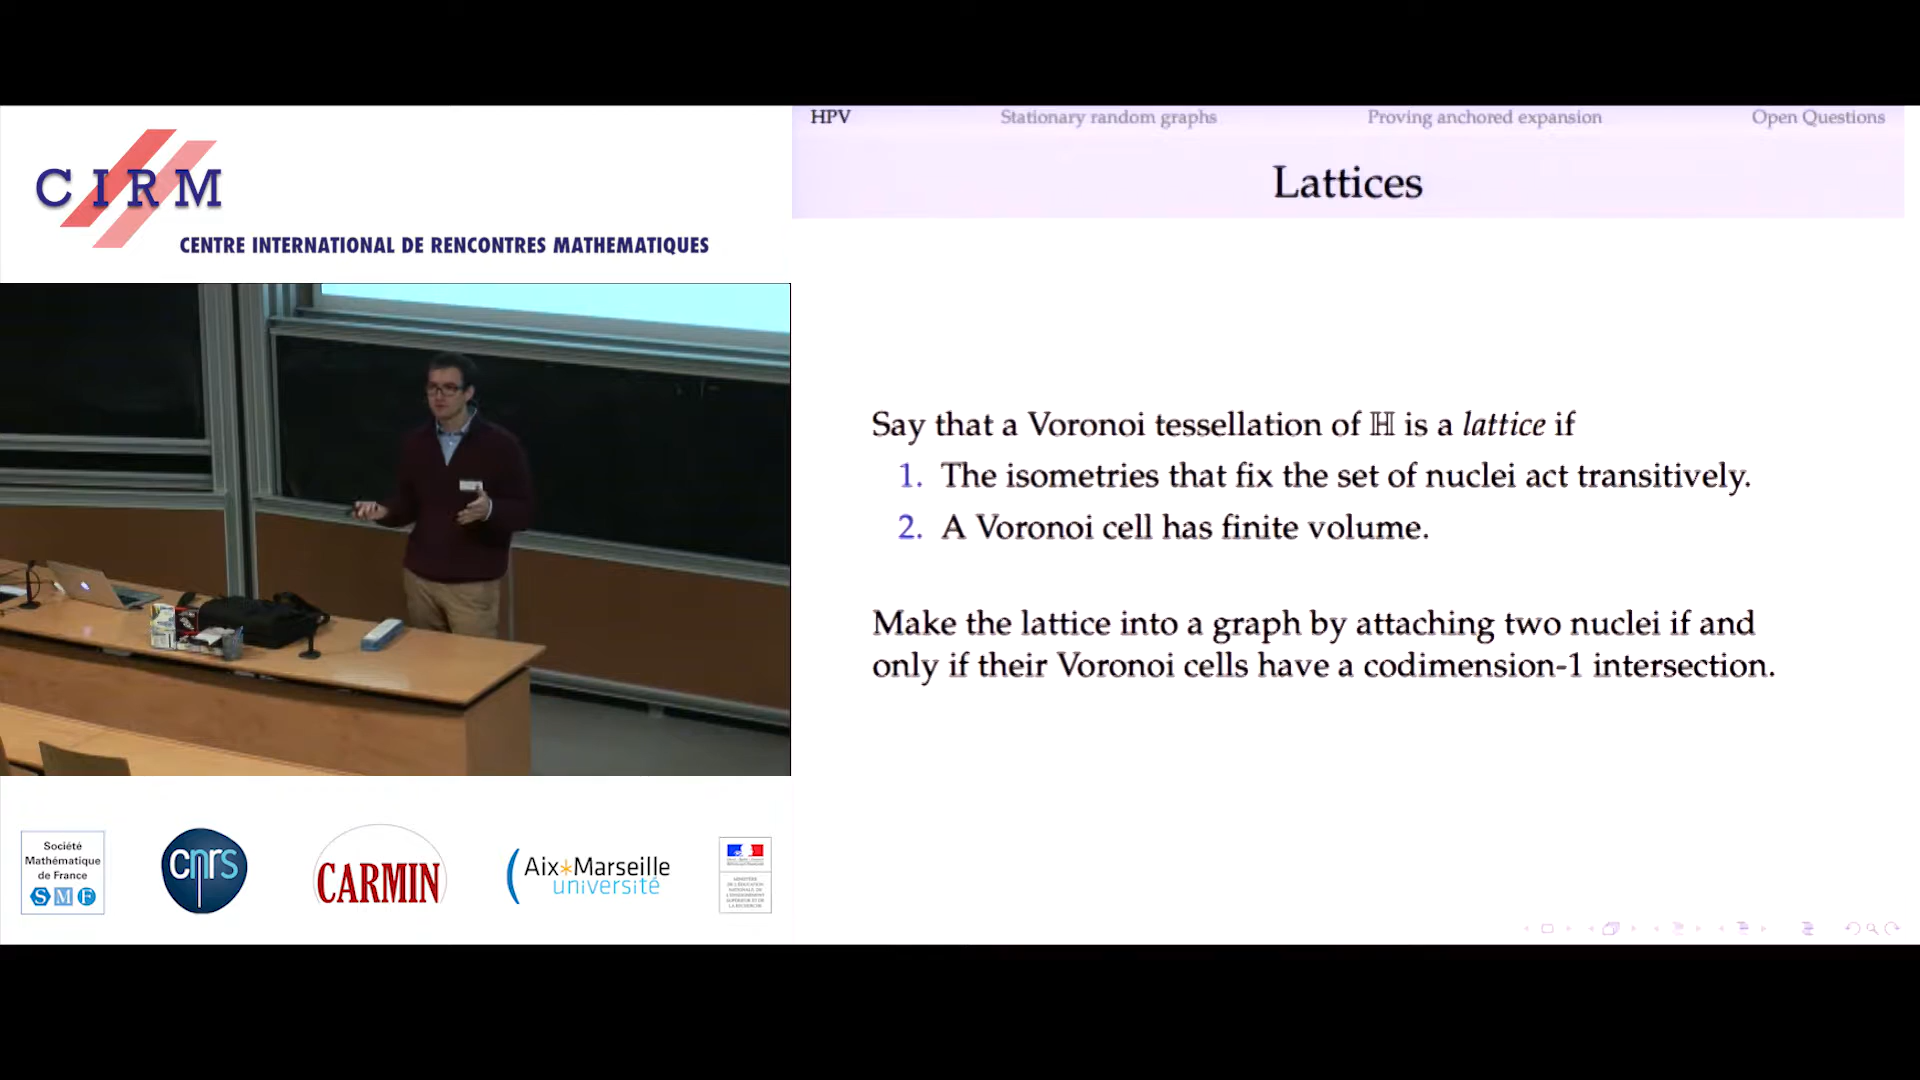 CIRM
CENTRE INTERNATIONAL DE RENCONTRES MATHEMATIQUES
HPV Stationary random graphs Proving anchored expansion Open Questions
Lattices
Say that a Voronoi tessellation of ℍ is a lattice if
1. The isometries that fix the set of nuclei act transitively.
2. A Voronoi cell has finite volume.
Make the lattice into a graph by attaching two nuclei if and
only if their Voronoi cells have a codimension-1 intersection.
Société
Mathématique
de France
SMF
cnrs
CARMIN
Aix*Marseille
université